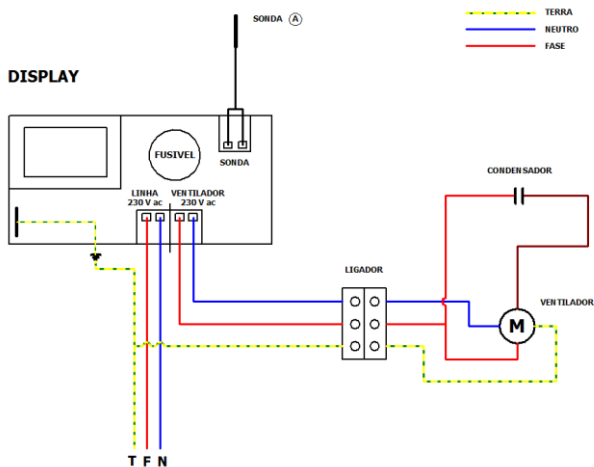 TERRA
SONDA A
NEUTRO
FASE
DISPLAY
FUSIVEL
SONDA
CONDENSADOR
LINHA VENTILADOR
230 V ac 230 V ac
LIGADOR
VENTILADOR
M
T F N